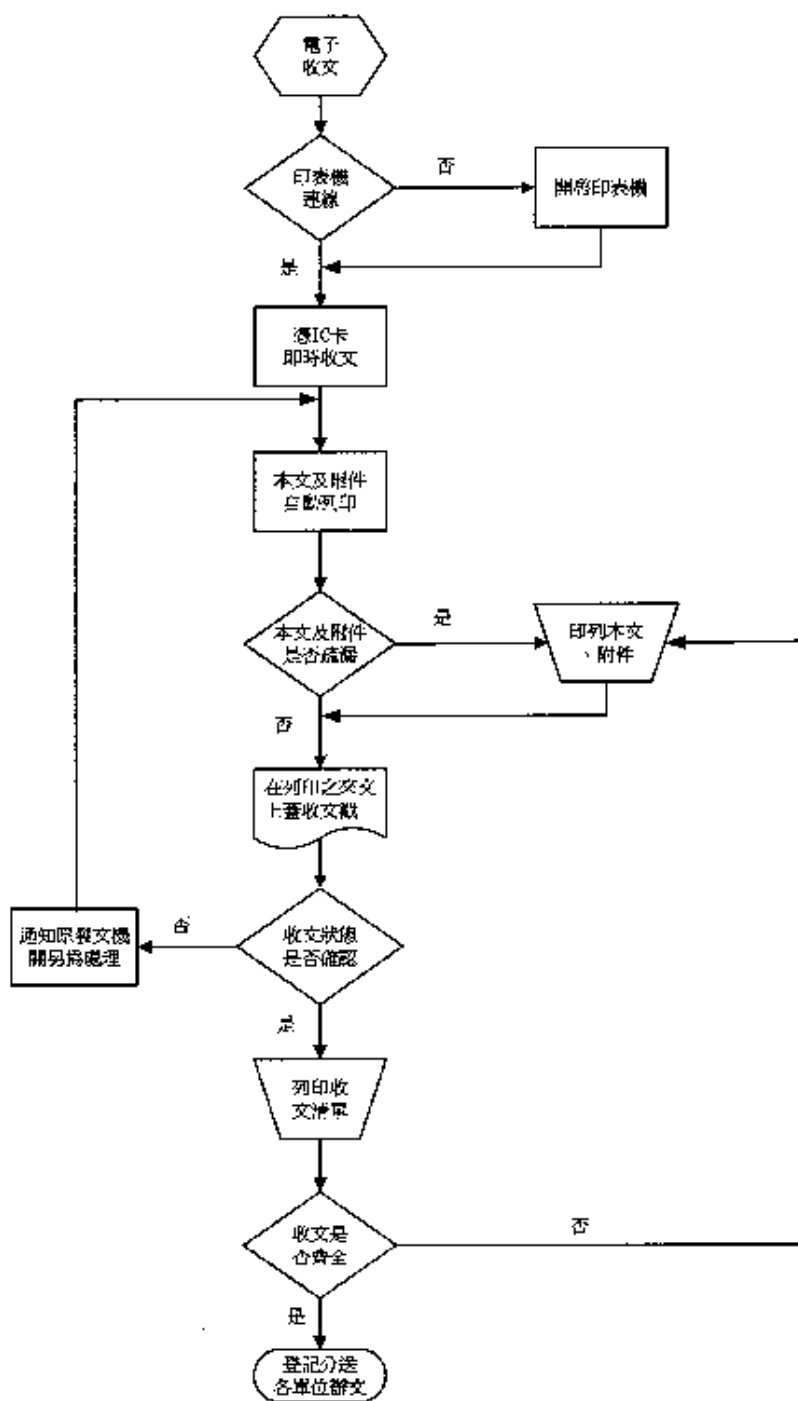 電子
收文
印表機
連線
否
開啓印表機
是
憑IC卡
即時收文
本文及附件
自動列印
本文及附件
是否疏漏
是
印列本文
、附件
否
在列印之來文
上蓋收文戳
收文狀態
是否確認
否
通知原發文機
關另為處理
是
列印收
文清單
收文是
否齊全
否
是
登記分送
各單位辦文